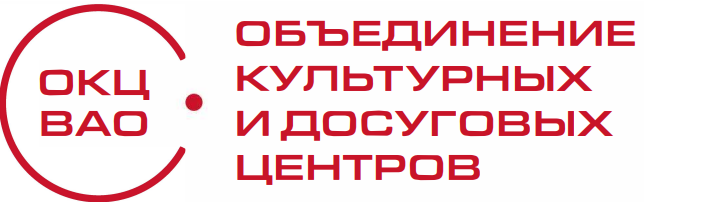 ОКЦ
ВАО
ОБЪЕДИНЕНИЕ
КУЛЬТУРНЫХ
И ДОСУГОВЫХ
ЦЕНТРОВ